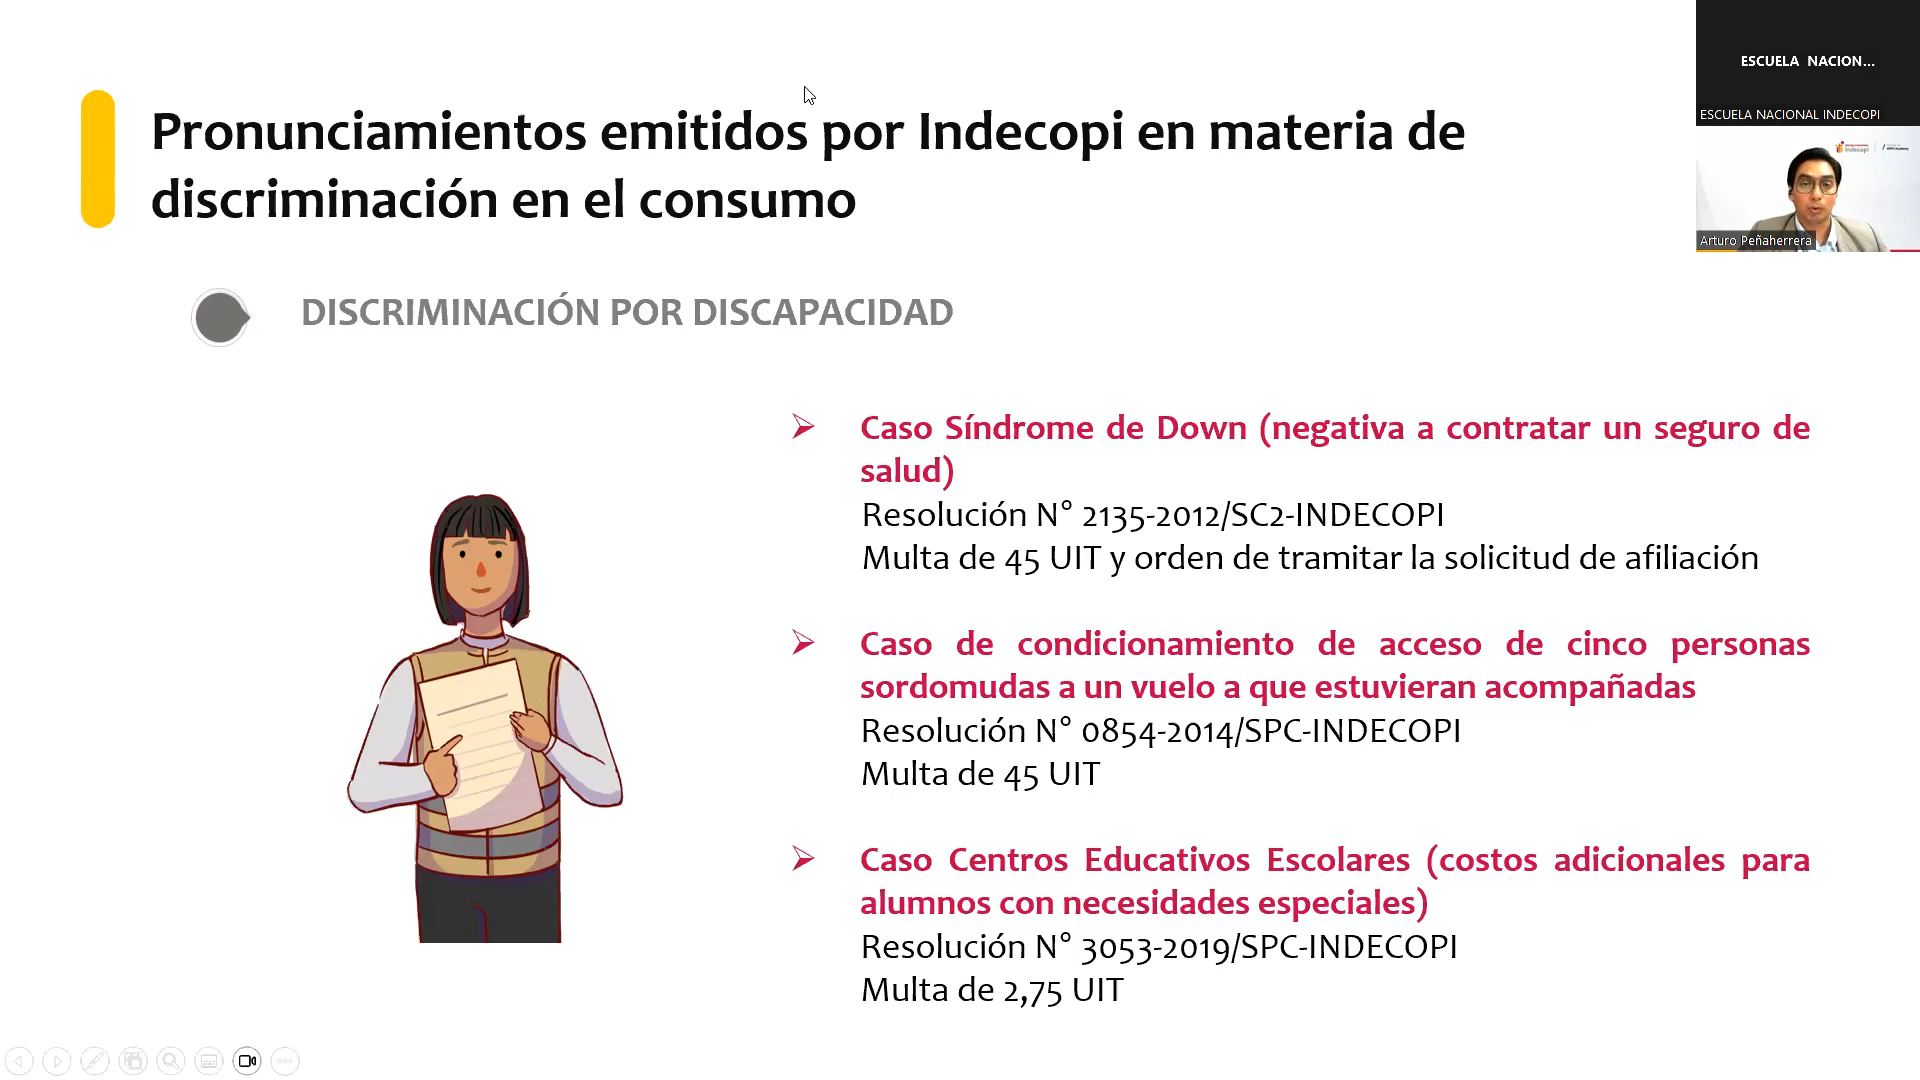 ESCUELA NACION...
ESCUELA NACIONAL INDECOPI
Arturo Peñaherrera
Pronunciamientos emitidos por Indecopi en materia de
discriminación en el consumo
DISCRIMINACIÓN POR DISCAPACIDAD
Caso Síndrome de Down (negativa a contratar un seguro de
salud)
Resolución N° 2135-2012/SC2-INDECOPI
Multa de 45 UIT y orden de tramitar la solicitud de afiliación
Caso de condicionamiento de acceso de cinco personas
sordomudas a un vuelo a que estuvieran acompañadas
Resolución N° 0854-2014/SPC-INDECOPI
Multa de 45 UIT
Caso Centros Educativos Escolares (costos adicionales para
alumnos con necesidades especiales)
Resolución N° 3053-2019/SPC-INDECOPI
Multa de 2,75 UIT